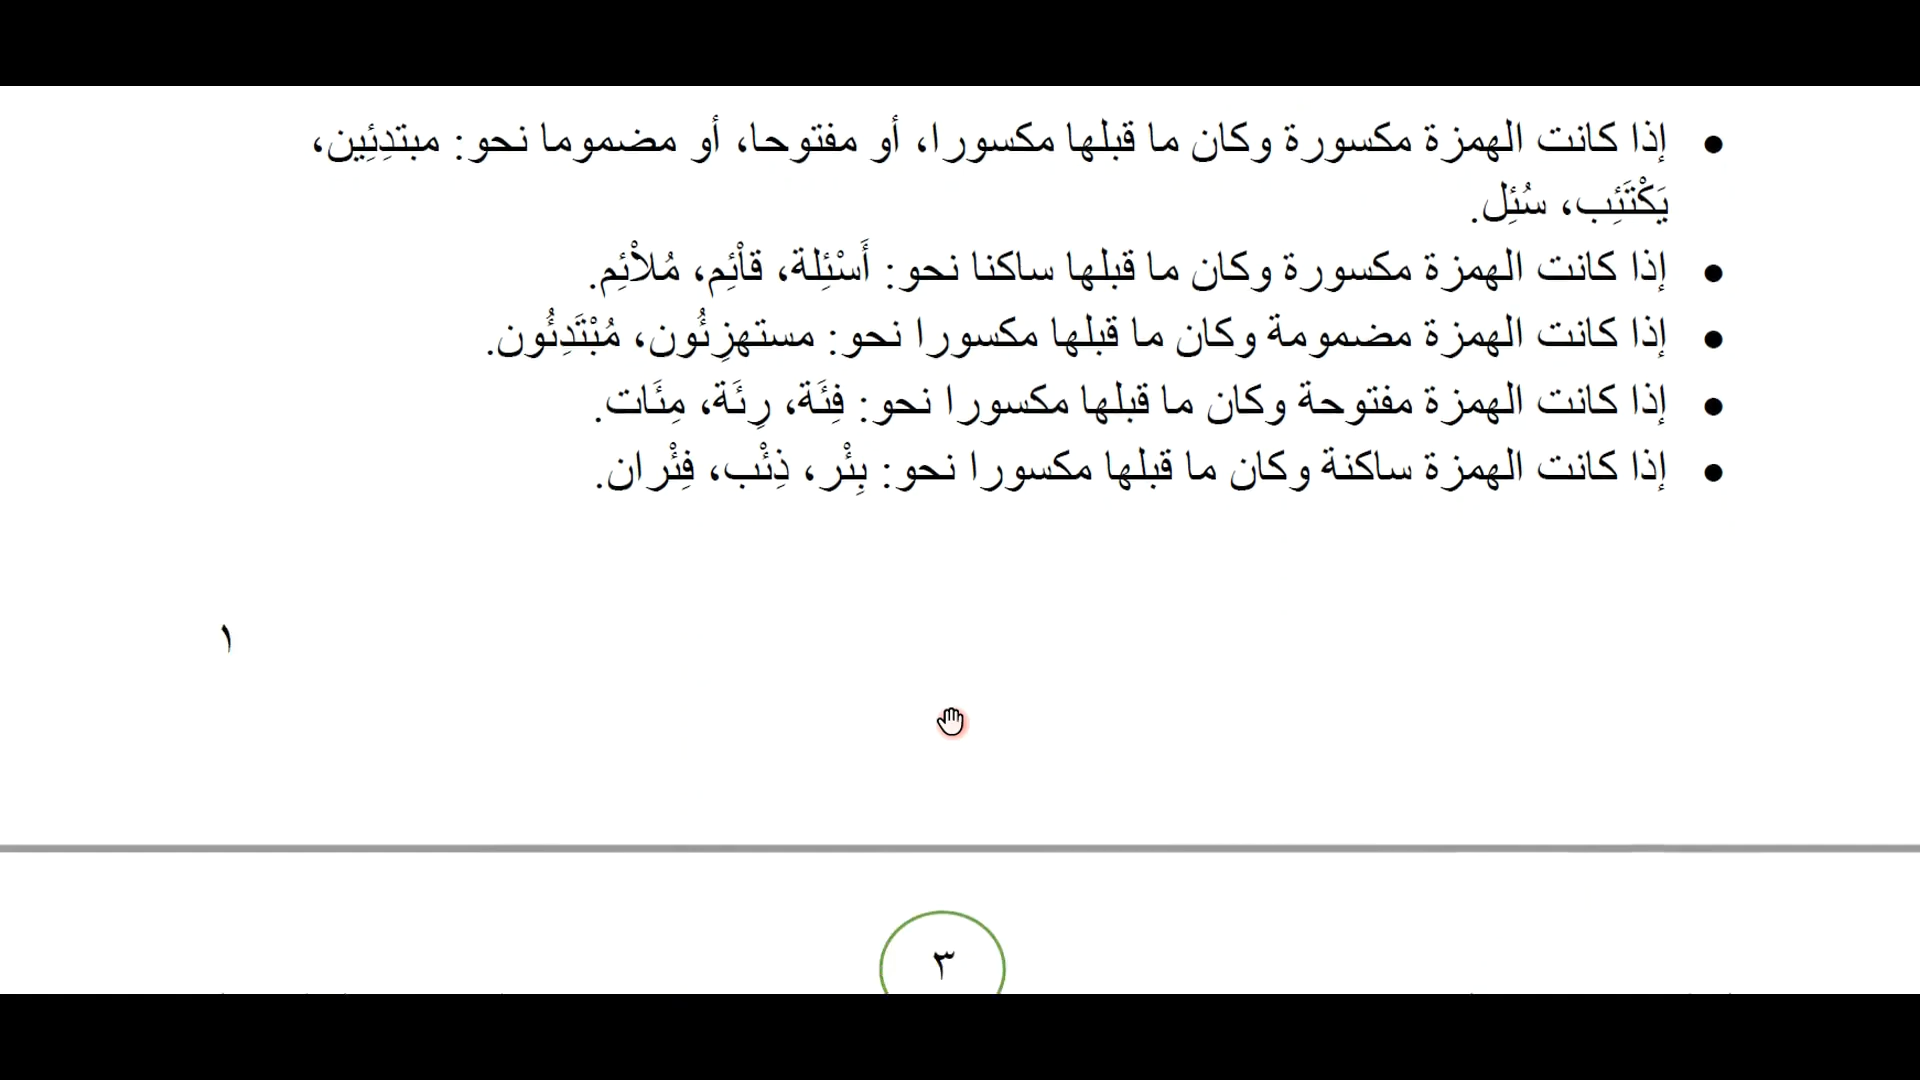 • إذا كانت الهمزة مكسورة وكان ما قبلها مكسورا، أو مفتوحا، أو مضموما نحو: مبتدِئِين،
يَكْتَئِب، سُئِل.
• إذا كانت الهمزة مكسورة وكان ما قبلها ساكنا نحو: أَسْئِلة، قاْئِم، مُلاْئِم.
• إذا كانت الهمزة مضمومة وكان ما قبلها مكسورا نحو: مستهزِئُون، مُبْتَدِئُون.
• إذا كانت الهمزة مفتوحة وكان ما قبلها مكسورا نحو: فِئَة، رِئَة، مِئَات.
• إذا كانت الهمزة ساكنة وكان ما قبلها مكسورا نحو: بِئْر، ذِئْب، فِئْران.
١
٣